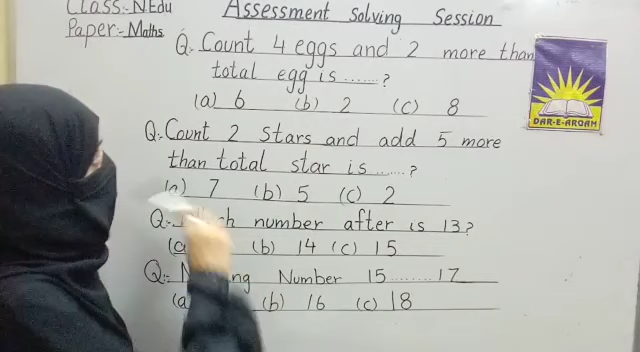 Class:- NEdu
Assessment Solving Session
Paper:- Maths
Q:- Count 4 eggs and 2 more than
total egg is ......?
(a) 6 (b) 2 (c) 8
DAR-E-ARQAM
Q:- Count 2 Stars and add 5 more
than total star is ......?
(a) 7 (b) 5 (c) 2
Q:- number after is 13?
(a (b) 14 (c) 15
Q:- Number 15 ........ 17
(a (b) 16 (c) 18